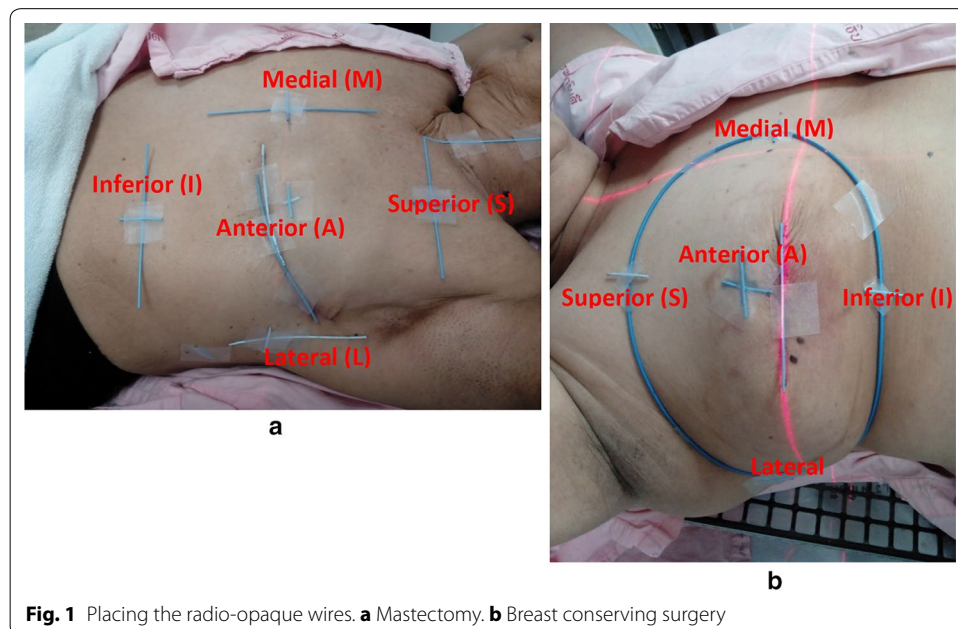 Medial (M)
Inferior (I)
Superior (S)
Anterior (A)
Lateral (L)
a
Medial (M)
Anterior (A)
Superior (S)
Inferior (I)
Lateral
b
Fig. 1 Placing the radio-opaque wires. a Mastectomy. b Breast conserving surgery